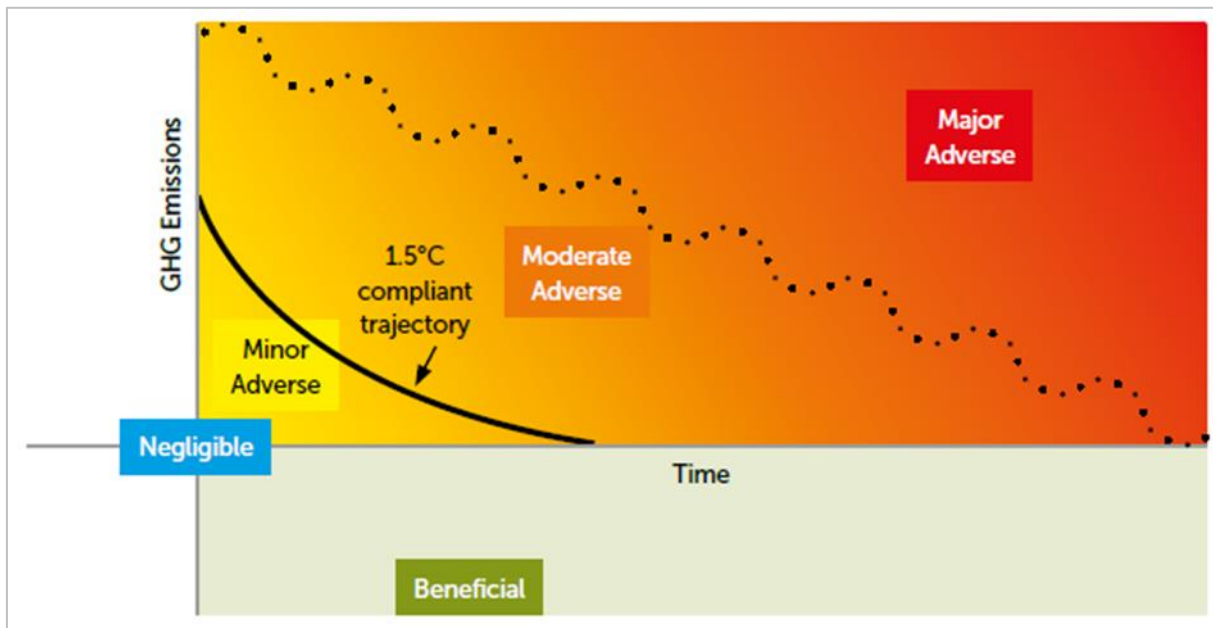 GHG Emissions
Major
Adverse
Moderate
Adverse
1.5°C
compliant
trajectory
Minor
Adverse
Negligible
Time
Beneficial